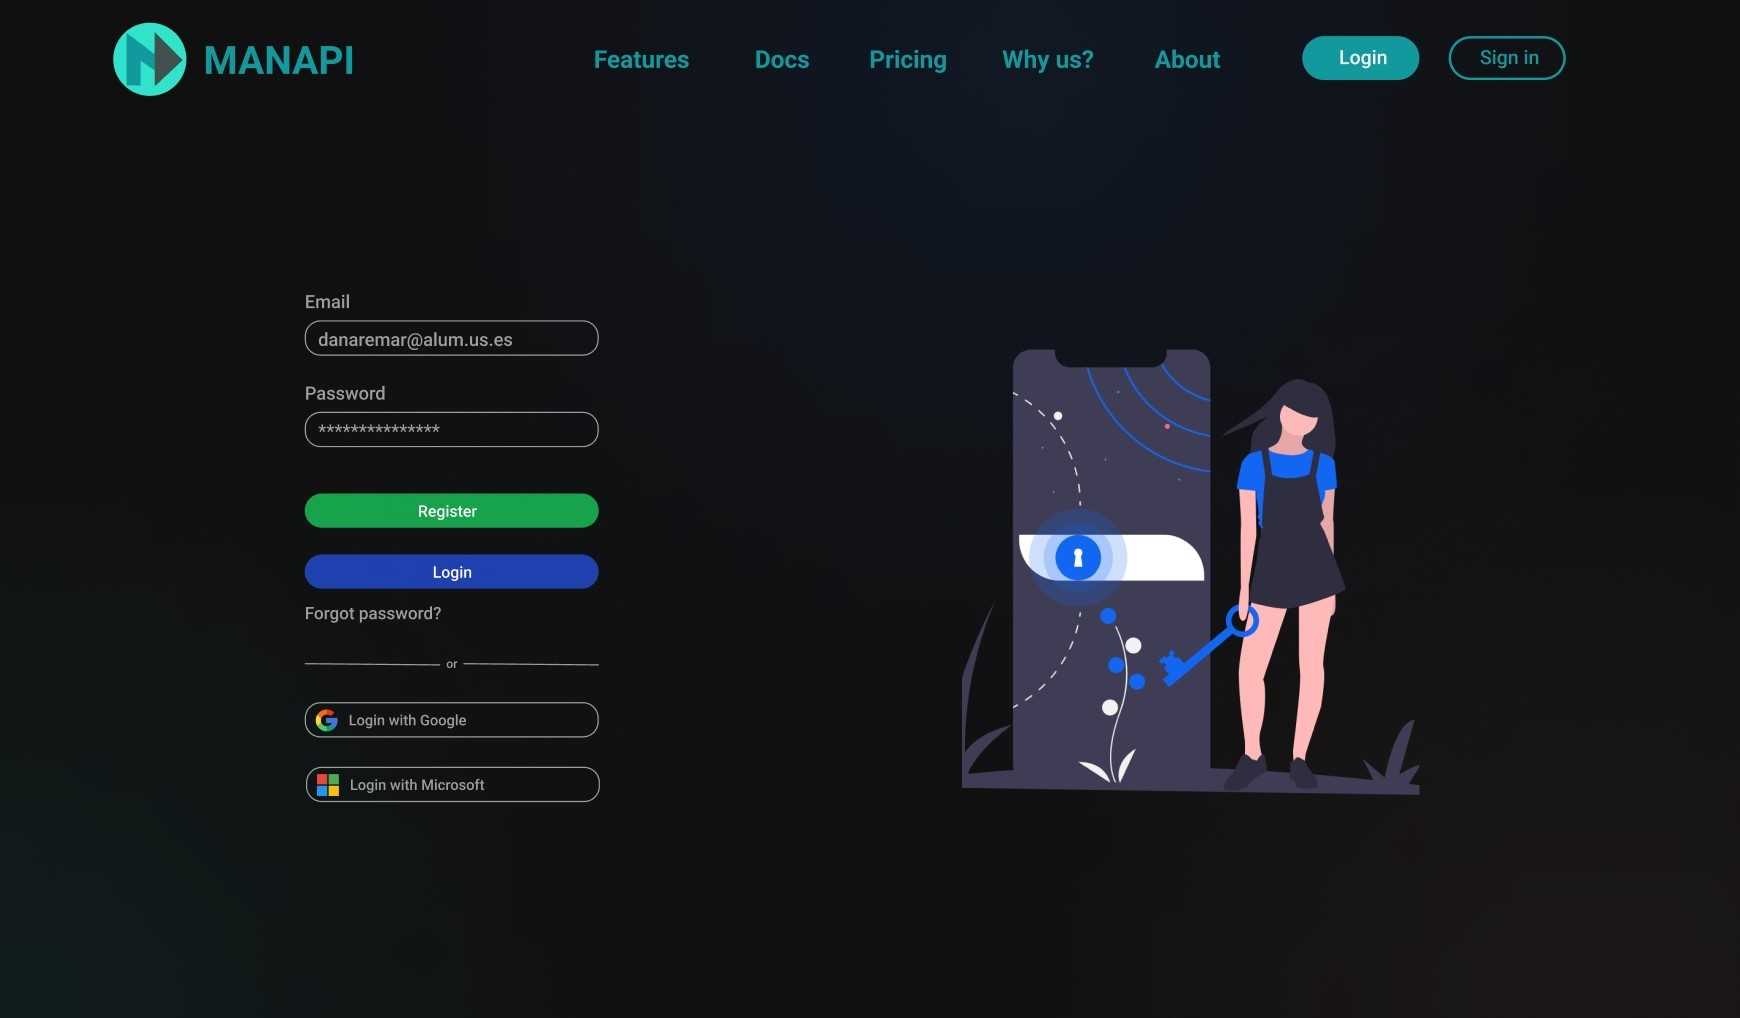 MANAPI
Features Docs Pricing Why us? About Login Sign in
Email
danaremar@alum.us.es
Password
***************
Register
Login
Forgot password?
or
Login with Google
Login with Microsoft